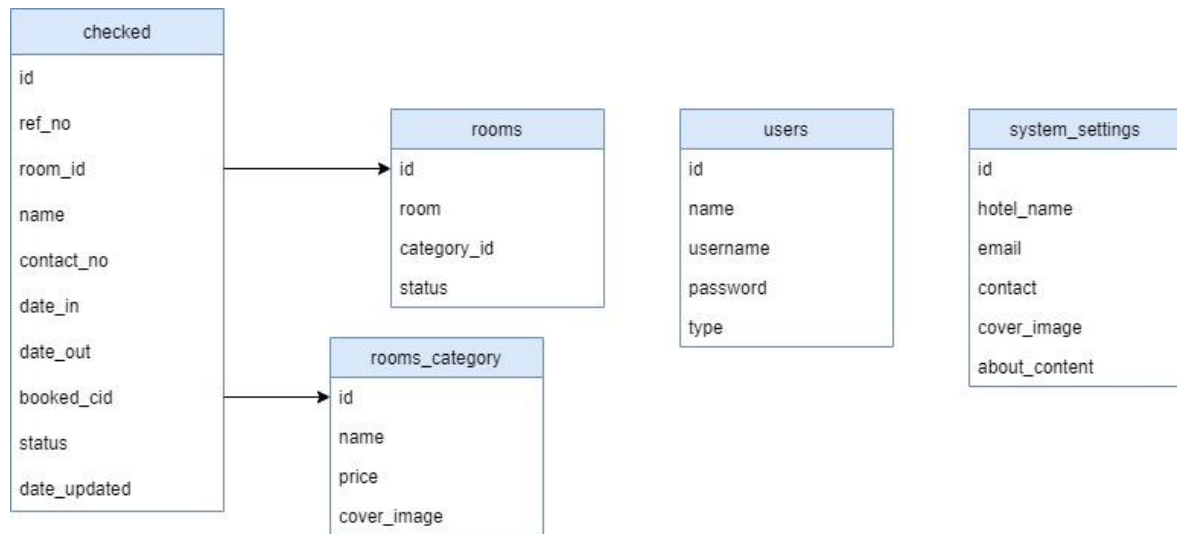 checked
id
ref_no
room_id
name
contact_no
date_in
date_out
booked_cid
status
date_updated
rooms
id
room
category_id
status
rooms_category
id
name
price
cover_image
users
id
name
username
password
type
system_settings
id
hotel_name
email
contact
cover_image
about_content